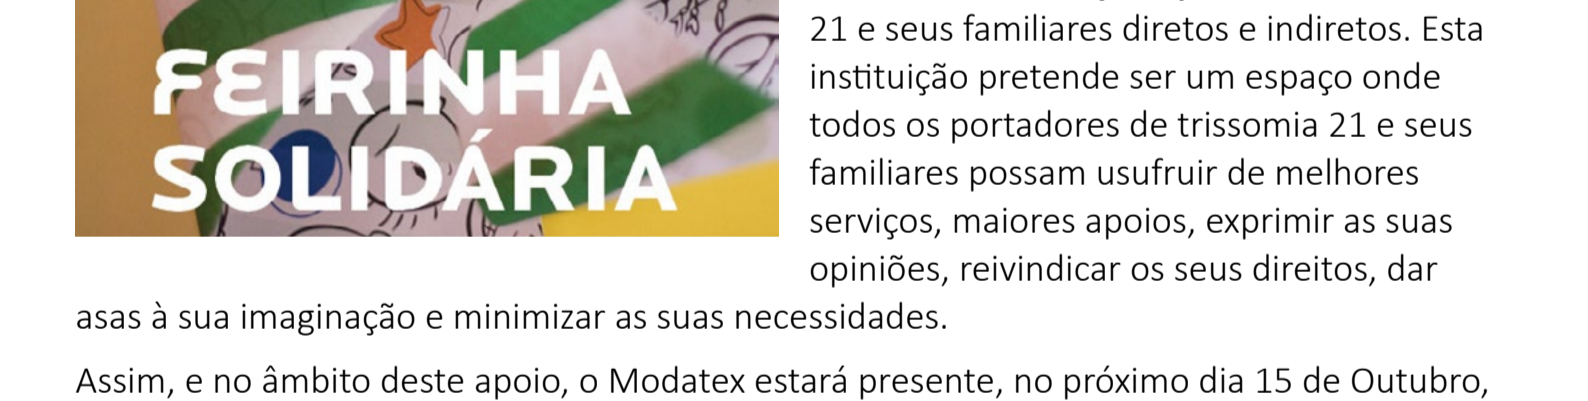 FEIRINHA
SOLIDÁRIA
21 e seus familiares diretos e indiretos. Esta
instituição pretende ser um espaço onde
todos os portadores de trissomia 21 e seus
familiares possam usufruir de melhores
serviços, maiores apoios, exprimir as suas
opiniões, reivindicar os seus direitos, dar
asas à sua imaginação e minimizar as suas necessidades.
Assim, e no âmbito deste apoio, o Modatex estará presente, no próximo dia 15 de Outubro,